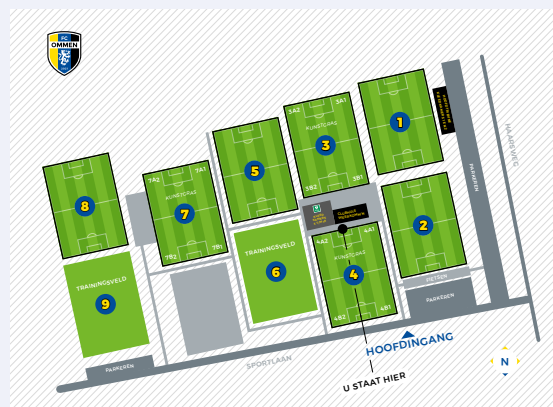 FC
OMMEN
1
HAARSWEG
PARKEREN
3A2
3A1
KUNSTGRAS
3
3B2
3B1
5
7A2
7A1
KUNSTGRAS
7
7B2
7B1
8
2
4A2
4A1
KUNSTGRAS
4
4B2
4B1
TRAININGSVELD
6
TRAININGSVELD
9
FIETSEN
PARKEREN
PARKEREN
SPORTLAAN
HOOFDINGANG
U STAAT HIER
N